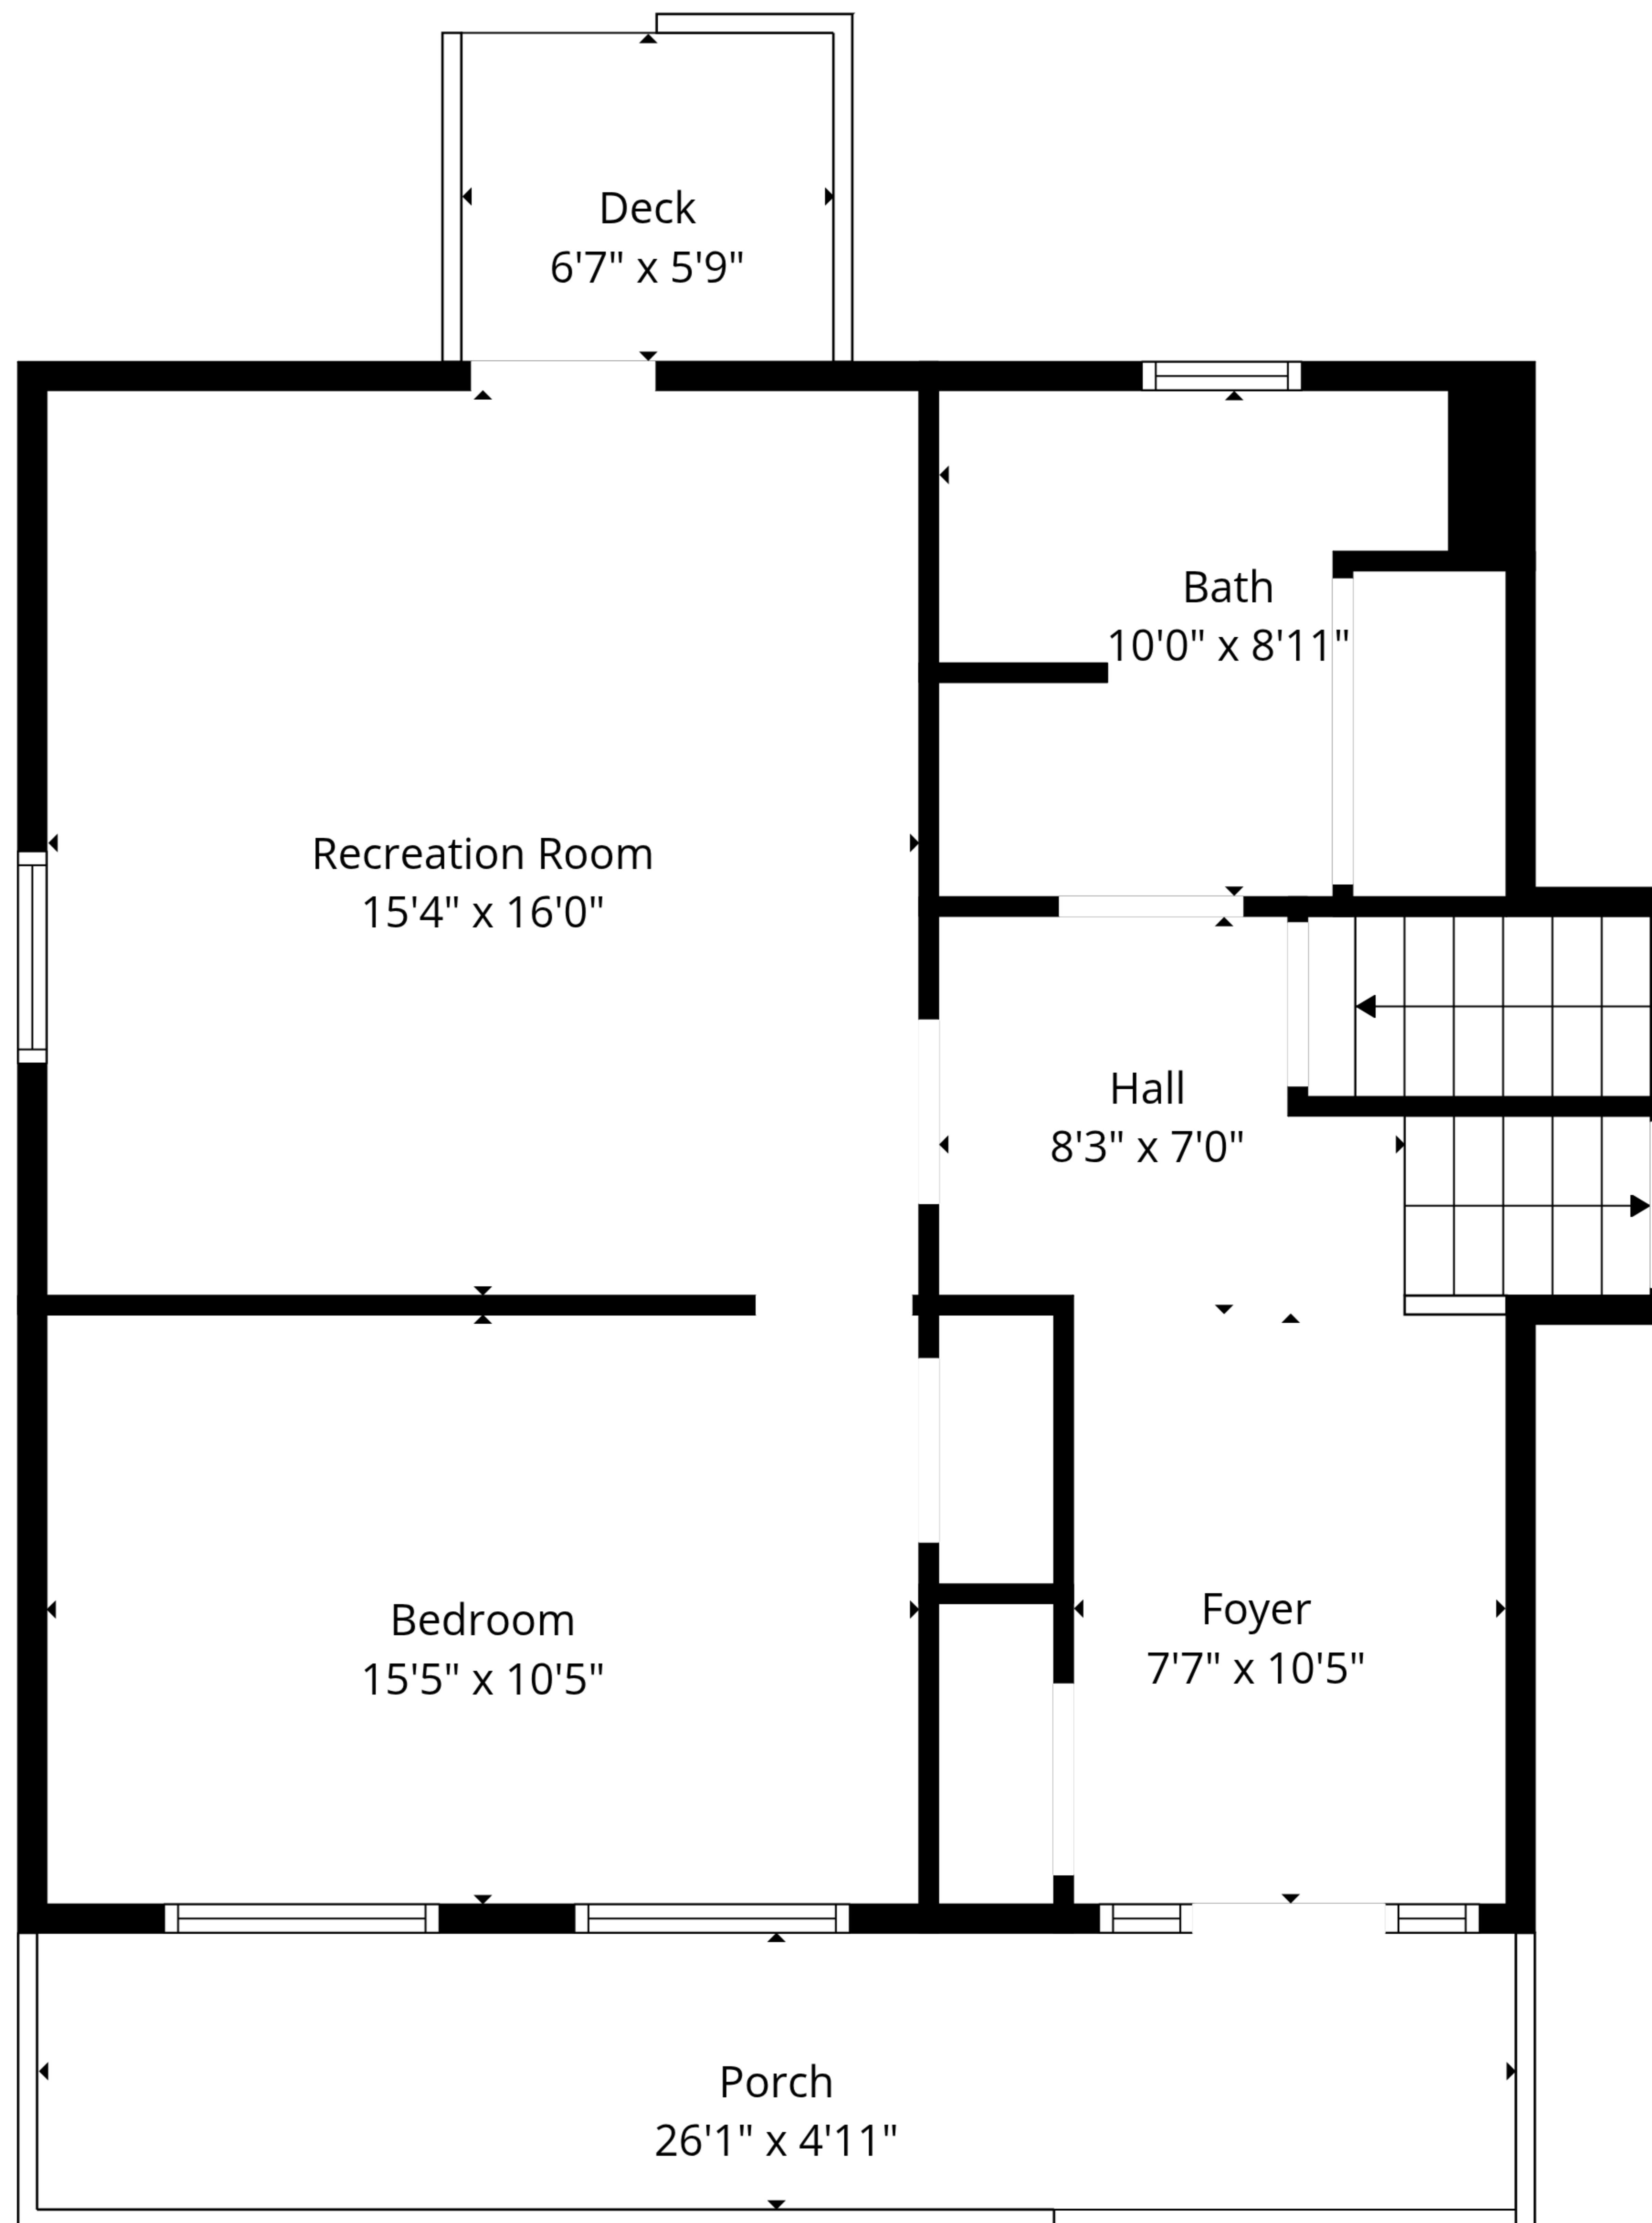 Deck
6'7" x 5'9"
Bath
10'0" x 8'11"
Recreation Room
15'4" x 16'0"
Hall
8'3" x 7'0"
Bedroom
15'5" x 10'5"
Foyer
7'7" x 10'5"
Porch
26'1" x 4'11"